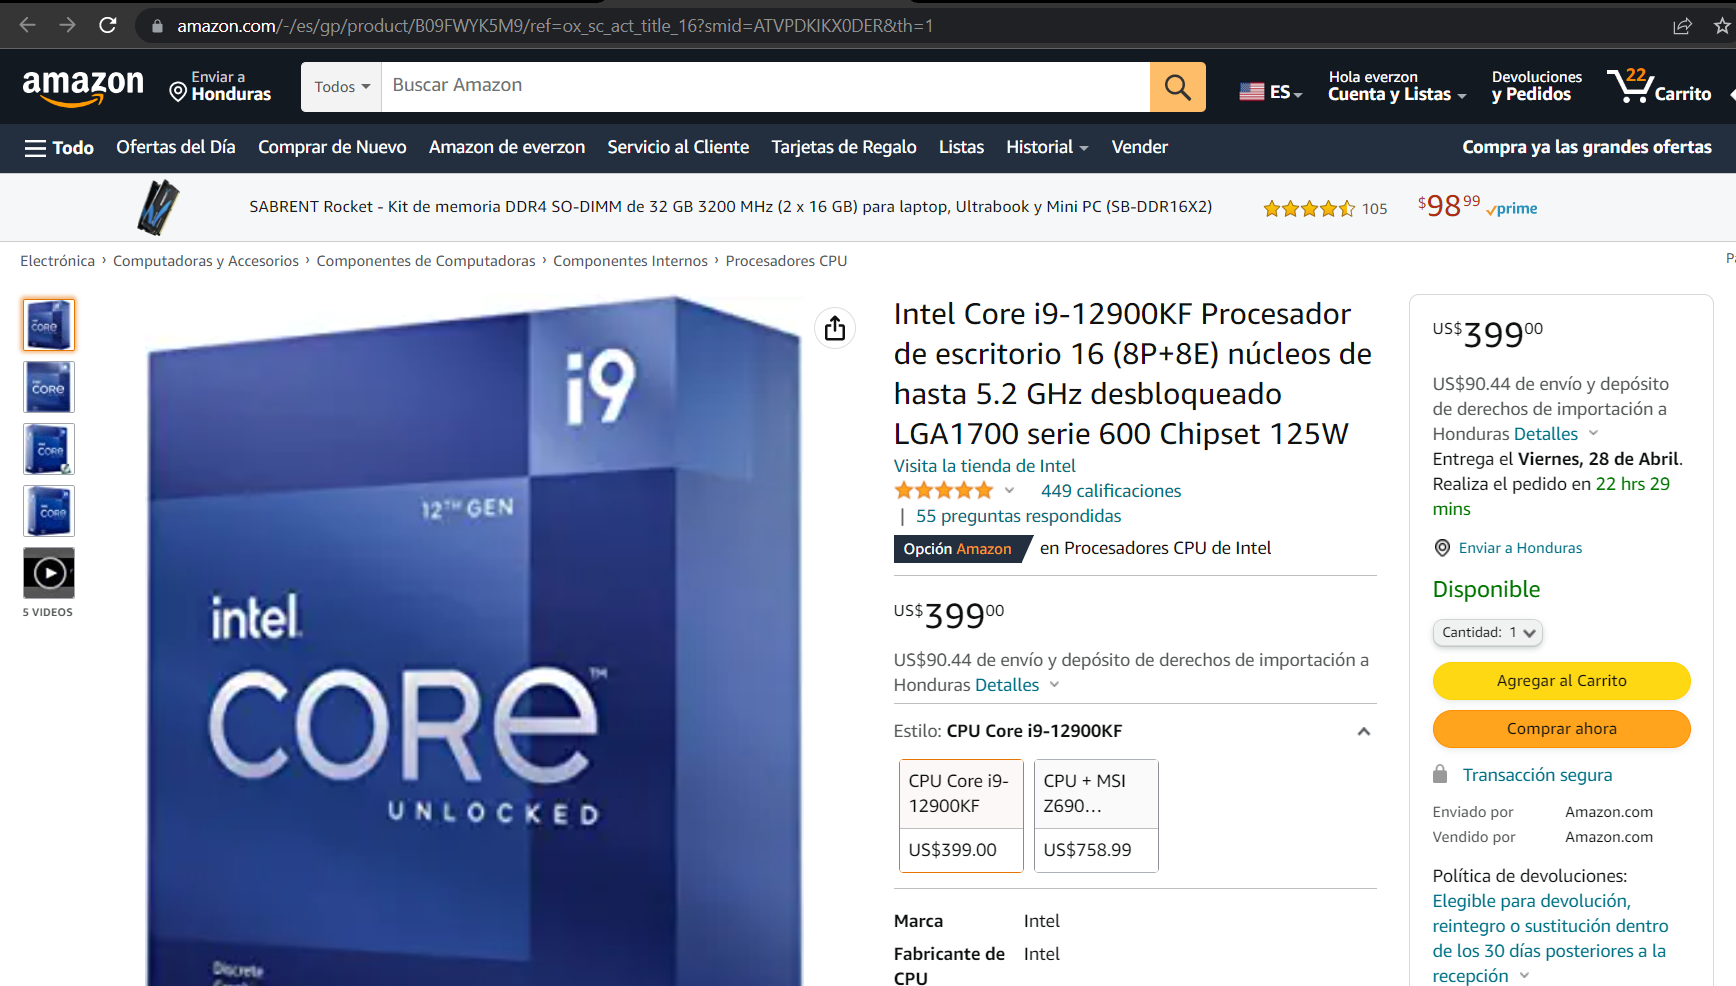 amazon.com/-/es/gp/product/B09FWYK5M9/ref=ox_sc_act_title_16?smid=ATVPDKIKX0DER&th=1
amazon
Enviar a
Honduras
Todos
Buscar Amazon
ES
Hola everzon
Cuenta y Listas
Devoluciones
y Pedidos
22
Carrito
Todo
Ofertas del Día
Comprar de Nuevo
Amazon de everzon
Servicio al Cliente
Tarjetas de Regalo
Listas
Historial
Vender
Compra ya las grandes ofertas
SABRENT Rocket - Kit de memoria DDR4 SO-DIMM de 32 GB 3200 MHz (2 x 16 GB) para laptop, Ultrabook y Mini PC (SB-DDR16X2)
105
$98 99 prime
Electrónica › Computadoras y Accesorios › Componentes de Computadoras › Componentes Internos › Procesadores CPU
5 VIDEOS
i9
12TH GEN
intel.
CORE™
UNLOCKED
Discrete
Intel Core i9-12900KF Procesador
de escritorio 16 (8P+8E) núcleos de
hasta 5.2 GHz desbloqueado
LGA1700 serie 600 Chipset 125W
Visita la tienda de Intel
449 calificaciones
| 55 preguntas respondidas
Opción Amazon en Procesadores CPU de Intel
US$399 00
US$90.44 de envío y depósito de derechos de importación a
Honduras Detalles
Estilo: CPU Core i9-12900KF
CPU Core i9-
12900KF
US$399.00
CPU + MSI
Z690...
US$758.99
Marca Intel
Fabricante de Intel
CPU
US$399 00
US$90.44 de envío y depósito
de derechos de importación a
Honduras Detalles
Entrega el Viernes, 28 de Abril.
Realiza el pedido en 22 hrs 29
mins
Enviar a Honduras
Disponible
Cantidad: 1
Agregar al Carrito
Comprar ahora
Transacción segura
Enviado por Amazon.com
Vendido por Amazon.com
Política de devoluciones:
Elegible para devolución,
reintegro o sustitución dentro
de los 30 días posteriores a la
recepción